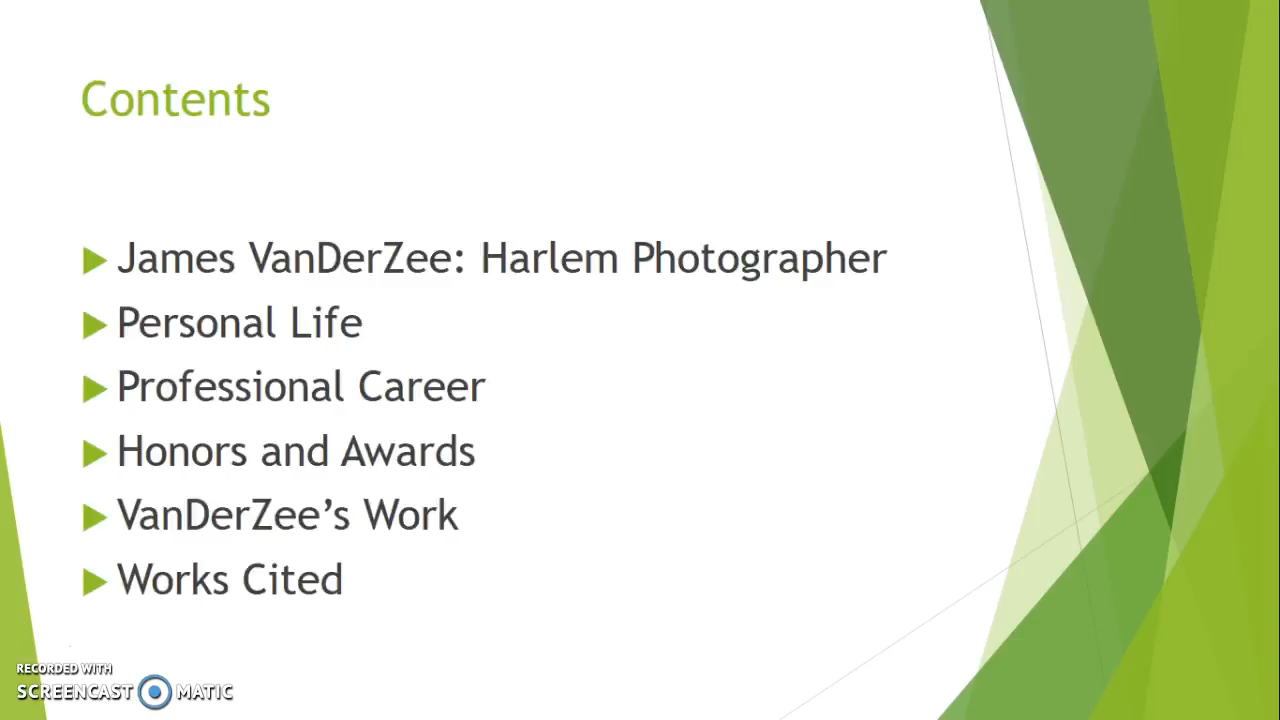 Contents
James VanDerZee: Harlem Photographer
Personal Life
Professional Career
Honors and Awards
VanDerZee’s Work
Works Cited
RECORDED WITH
SCREENCAST MATIC